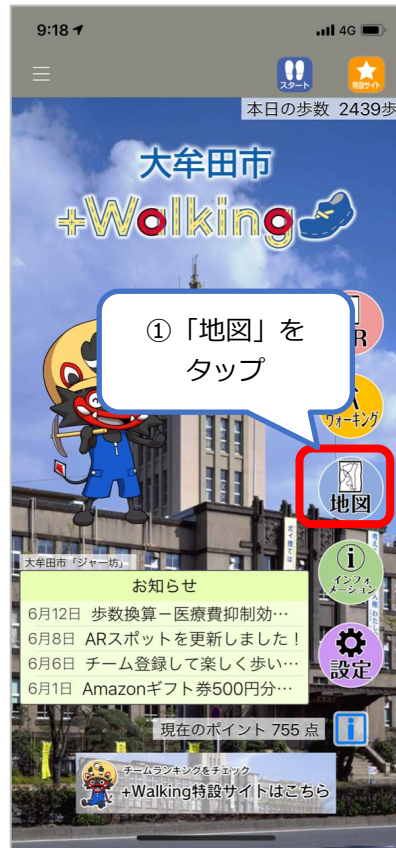 9:18
4G
スタート
特設サイト
本日の歩数 2439歩
大牟田市
+Walking
①「地図」を
タップ
R
ウォーキング
地図
インフォ
メーション
大牟田市「ジャー坊」
お知らせ
6月12日 歩数換算－医療費抑制効…
6月8日 ARスポットを更新しました！
6月6日 チーム登録して楽しく歩い…
6月1日 Amazonギフト券500円分…
設定
現在のポイント 755 点
チームランキングをチェック
+Walking特設サイトはこちら